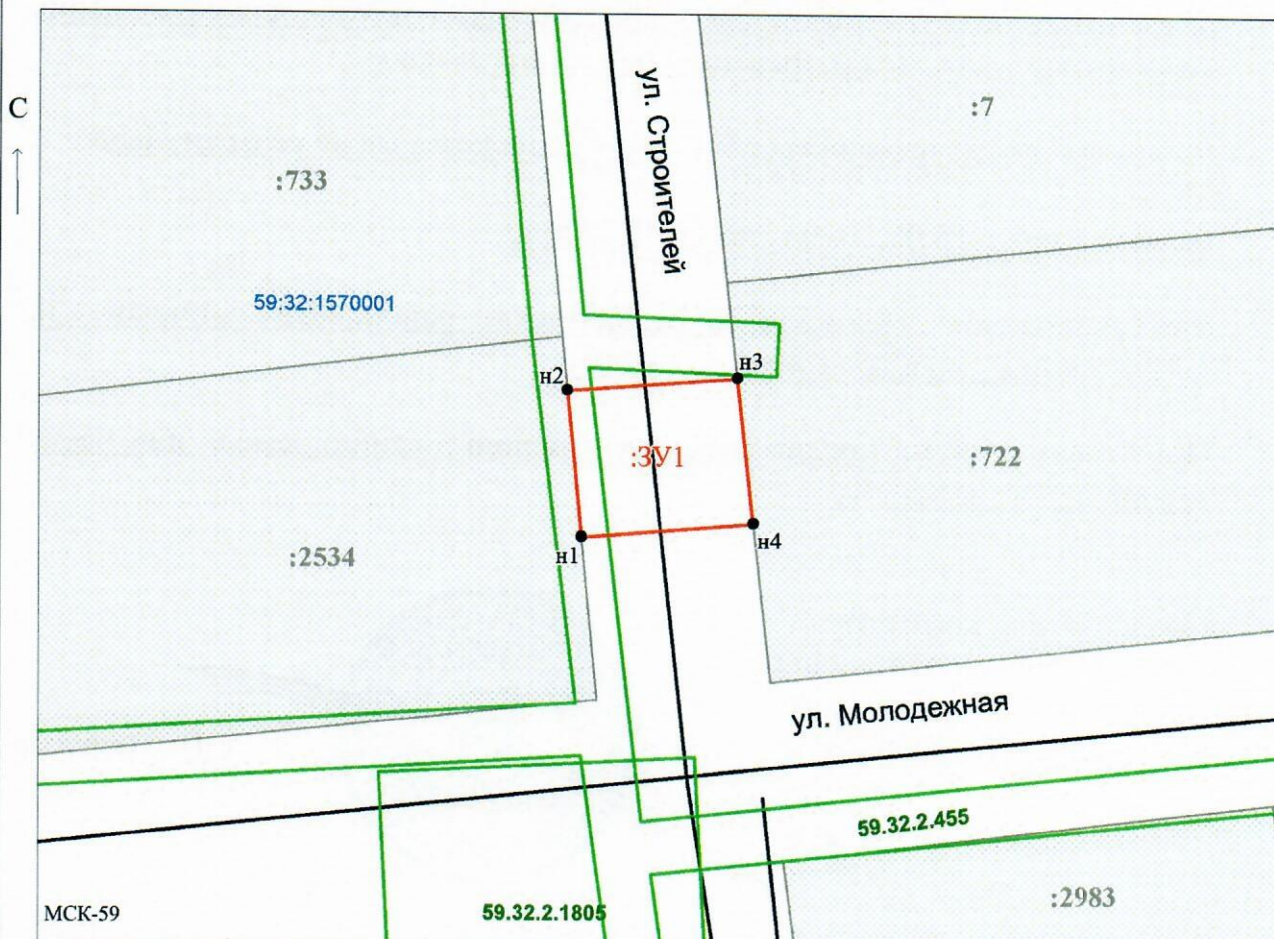 С
ул. Строителей
:7
:733
59:32:1570001
н2
н3
:ЗУ1
:722
н1
н4
:2534
ул. Молодежная
59.32.2.455
МСК-59
59.32.2.1805
:2983